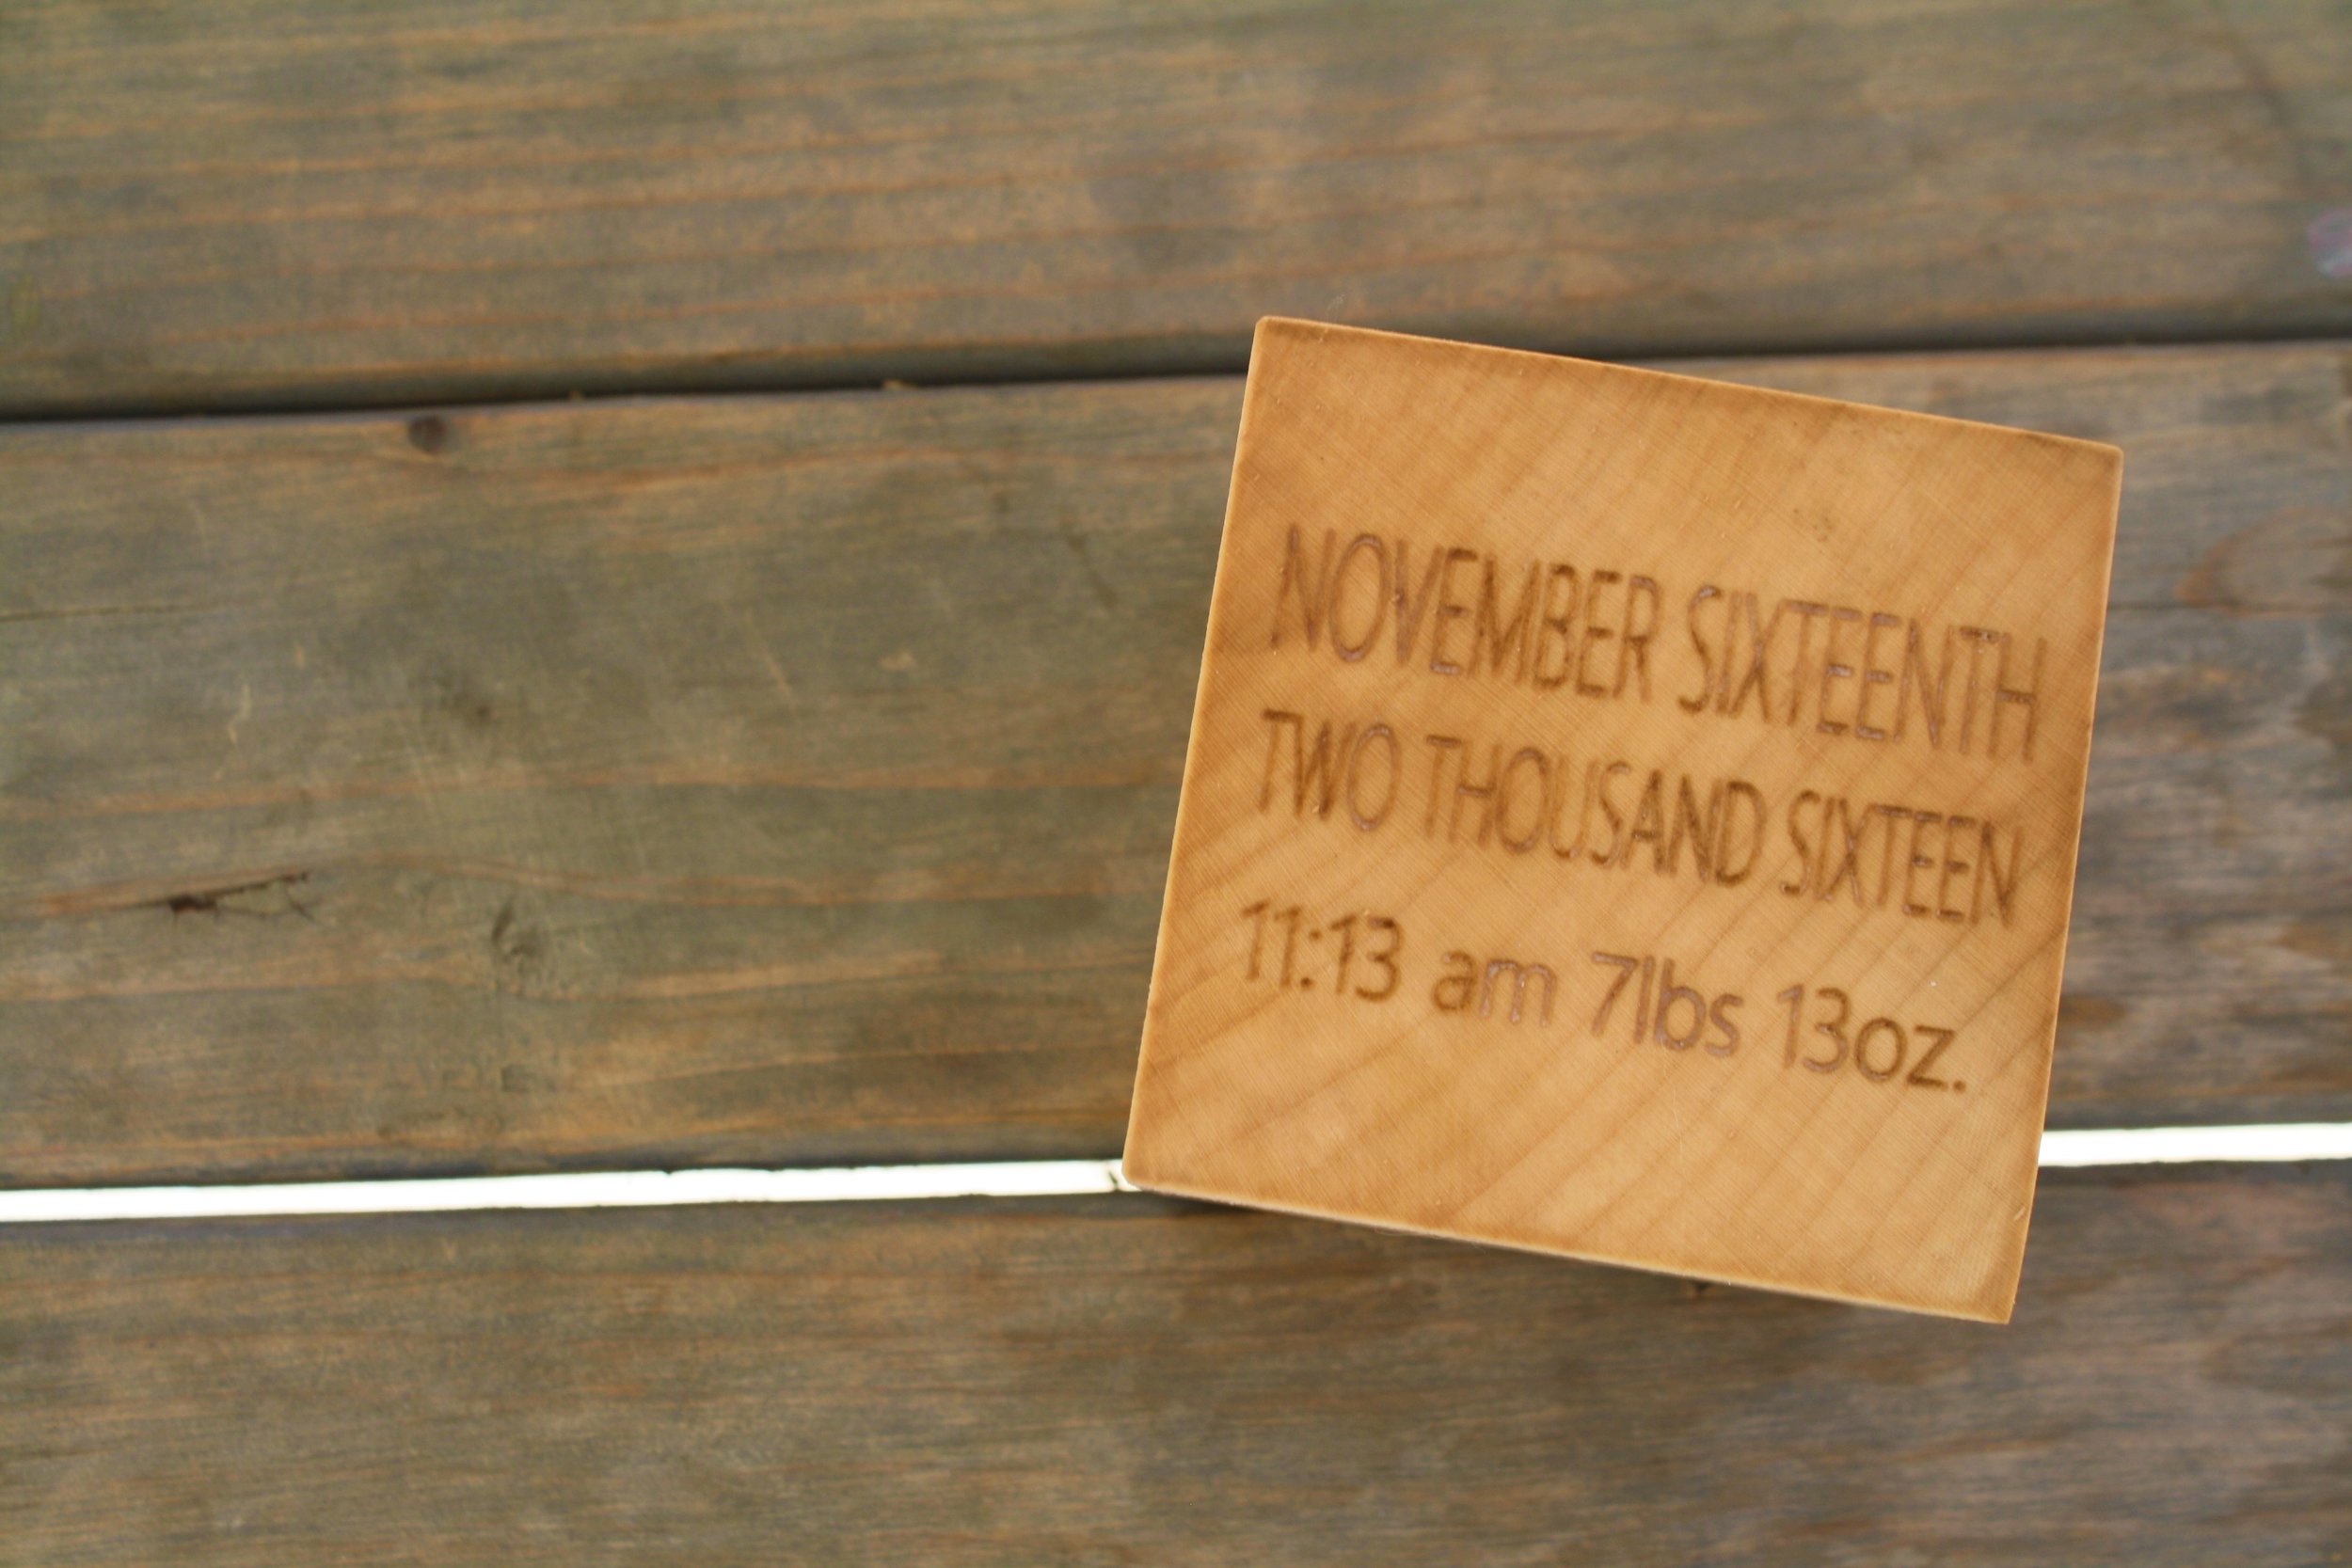 NOVEMBER SIXTEENTH
TWO THOUSAND SIXTEEN
11:13 am 7lbs 13oz.